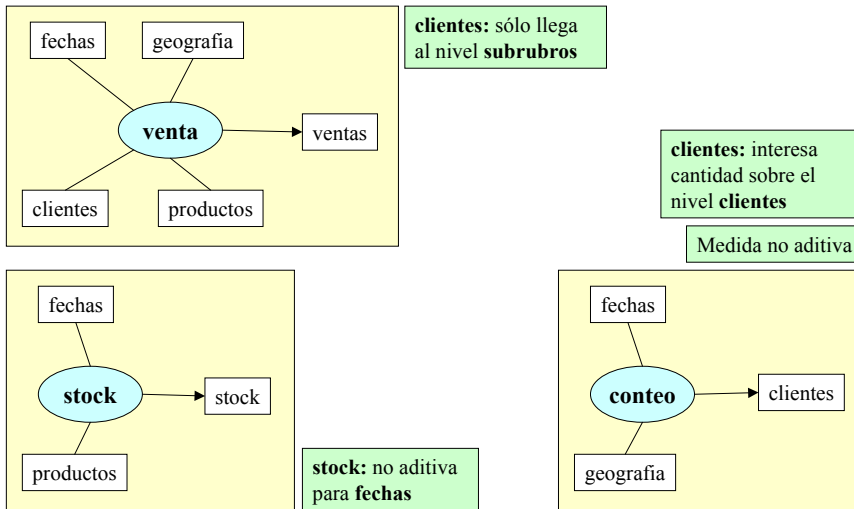 fechas
geografia
venta
ventas
clientes
productos
clientes: sólo llega
al nivel subrubros
clientes: interesa
cantidad sobre el
nivel clientes
Medida no aditiva
fechas
stock
stock
productos
stock: no aditiva
para fechas
fechas
conteo
clientes
geografia